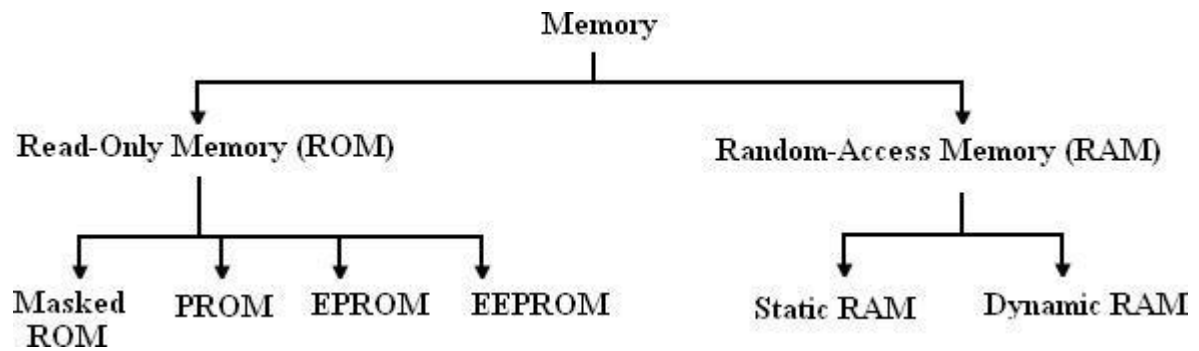 Memory
Read-Only Memory (ROM)
Random-Access Memory (RAM)
Masked
ROM
PROM
EPROM
EEPROM
Static RAM
Dynamic RAM